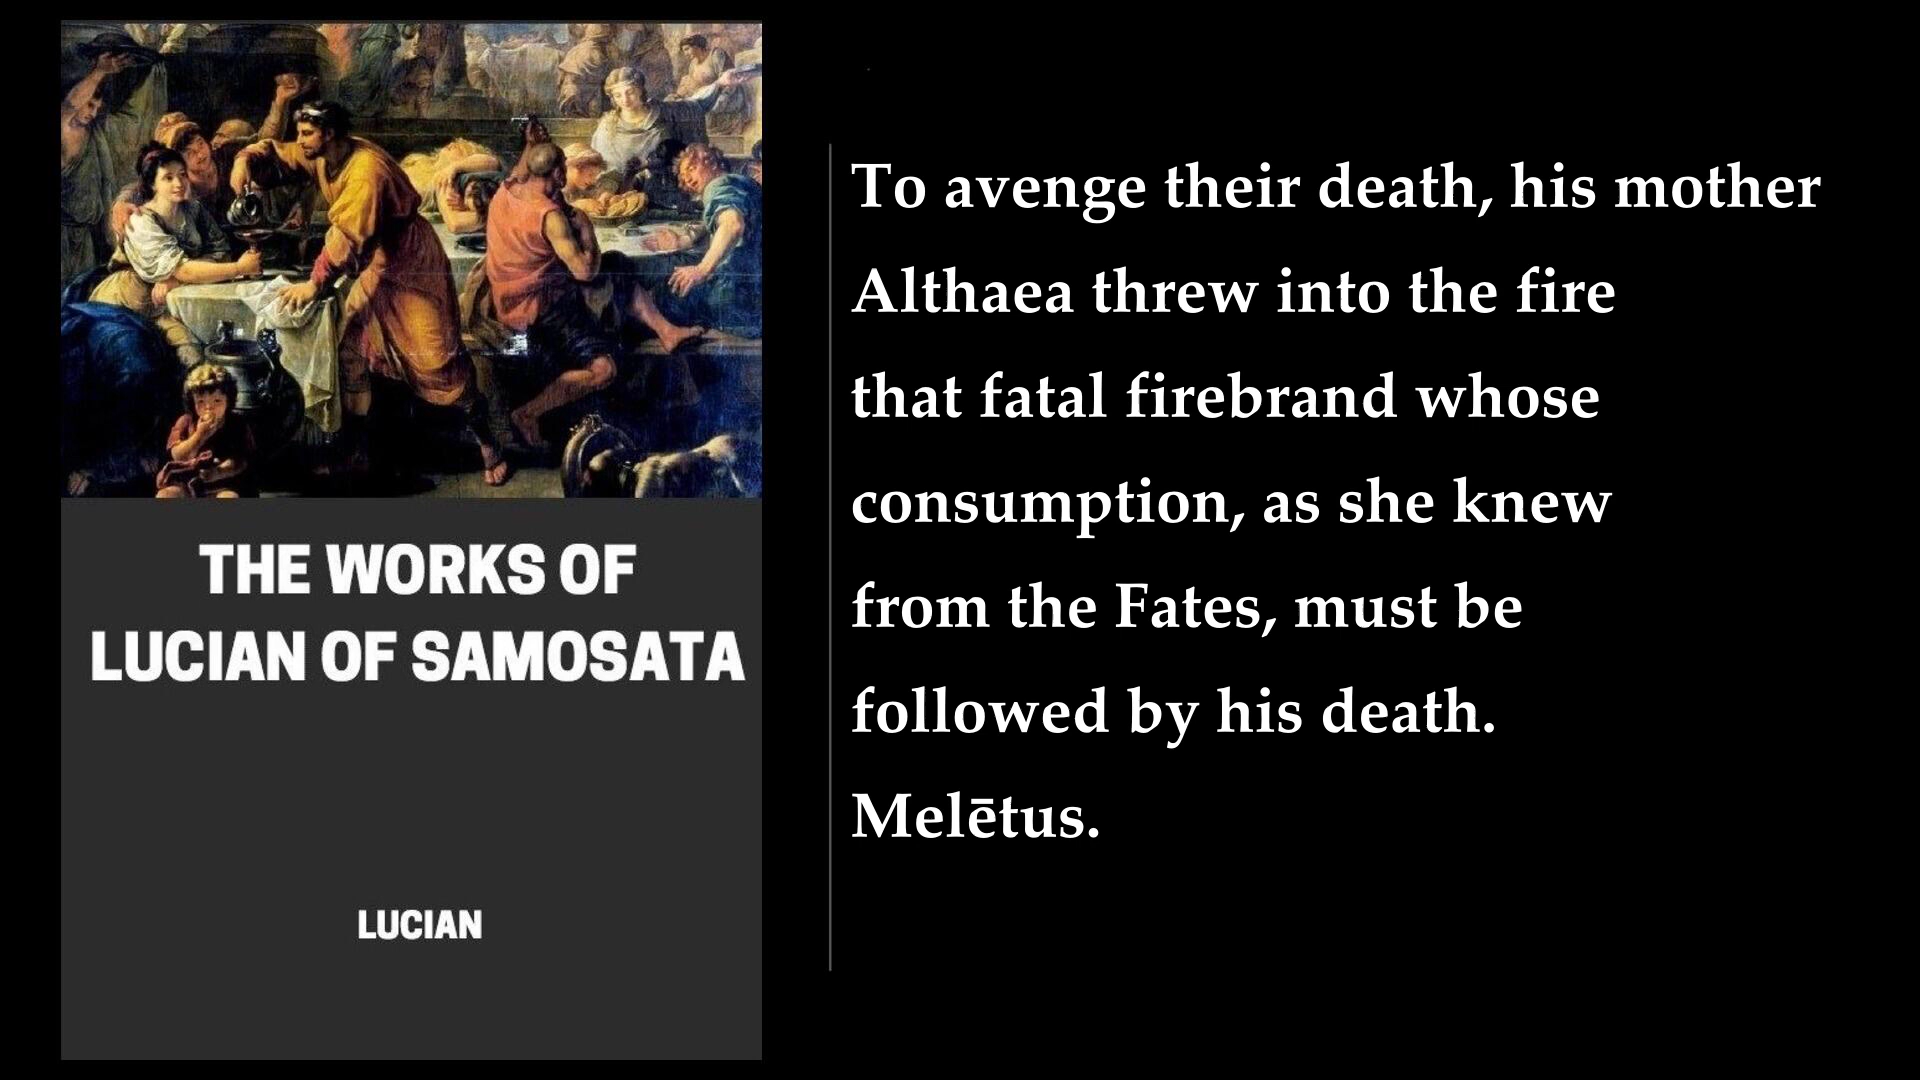 THE WORKS OF
LUCIAN OF SAMOSATA
LUCIAN
To avenge their death, his mother
Althaea threw into the fire
that fatal firebrand whose
consumption, as she knew
from the Fates, must be
followed by his death.
Melētus.